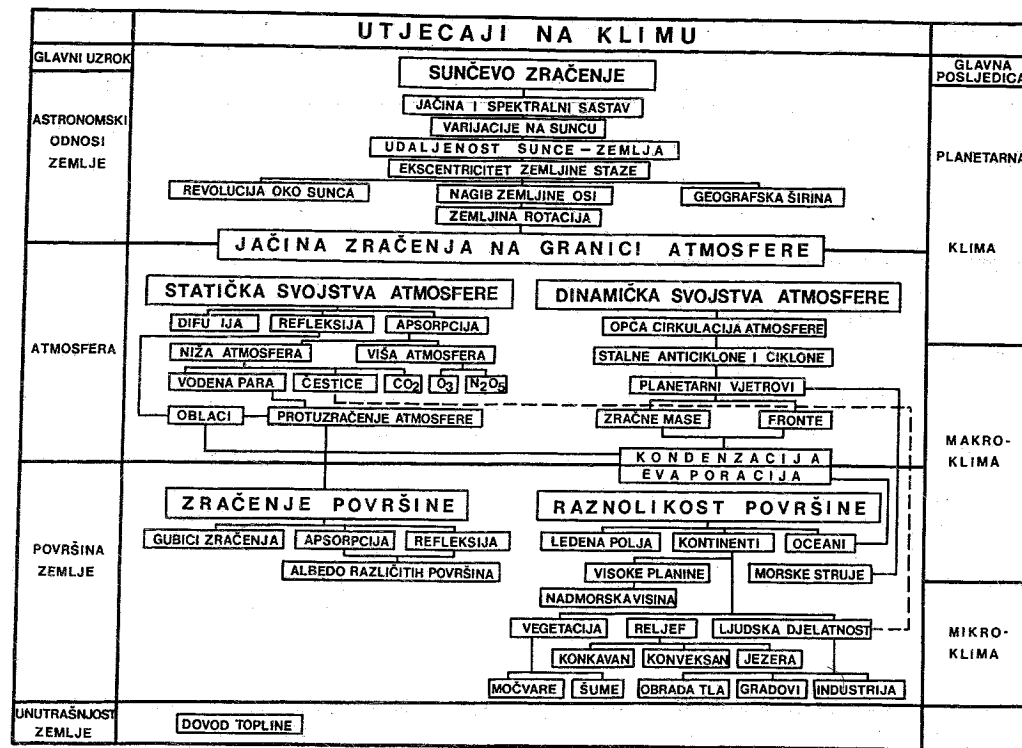 UTJECAJI NA KLIMU
GLAVNI UZROK
GLAVNA
POSLJEDICA
SUNČEVO ZRAČENJE
JAČINA I SPEKTRALNI SASTAV
VARIJACIJE NA SUNCU
UDALJENOST SUNCE – ZEMLJA
EKSCENTRICITET ZEMLJINE STAZE
ASTRONOMSKI
ODNOSI
ZEMLJE
PLANETARNA
REVOLUCIJA OKO SUNCA
NAGIB ZEMLJINE OSI
GEOGRAFSKA ŠIRINA
ZEMLJINA ROTACIJA
JAČINA ZRAČENJA NA GRANICI ATMOSFERE
KLIMA
STATIČKA SVOJSTVA ATMOSFERE
DINAMIČKA SVOJSTVA ATMOSFERE
DIFU IJA
REFLEKSIJA
APSORPCIJA
OPĆA CIRKULACIJA ATMOSFERE
ATMOSFERA
NIŽA ATMOSFERA
VIŠA ATMOSFERA
STALNE ANTICIKLONE I CIKLONE
VODENA PARA
ČESTICE
CO2
O3
N2O5
PLANETARNI VJETROVI
OBLACI
PROTUZRAČENJE ATMOSFERE
ZRAČNE MASE
FRONTE
MAKRO-
KLIMA
KONDENZACIJA
EVAPORACIJA
ZRAČENJE POVRŠINE
RAZNOLIKOST POVRŠINE
GUBICI ZRAČENJA
APSORPCIJA
REFLEKSIJA
LEDENA POLJA
KONTINENTI
OCEANI
POVRŠINA
ZEMLJE
ALBEDO RAZLIČITIH POVRŠINA
VISOKE PLANINE
MORSKE STRUJE
NADMORSKA VISINA
VEGETACIJA
RELJEF
LJUDSKA DJELATNOST
MIKRO-
KLIMA
KONKAVAN
KONVEKSAN
JEZERA
MOČVARE
ŠUME
OBRADA TLA
GRADOVI
INDUSTRIJA
UNUTRAŠNJOST
ZEMLJE
DOVOD TOPLINE